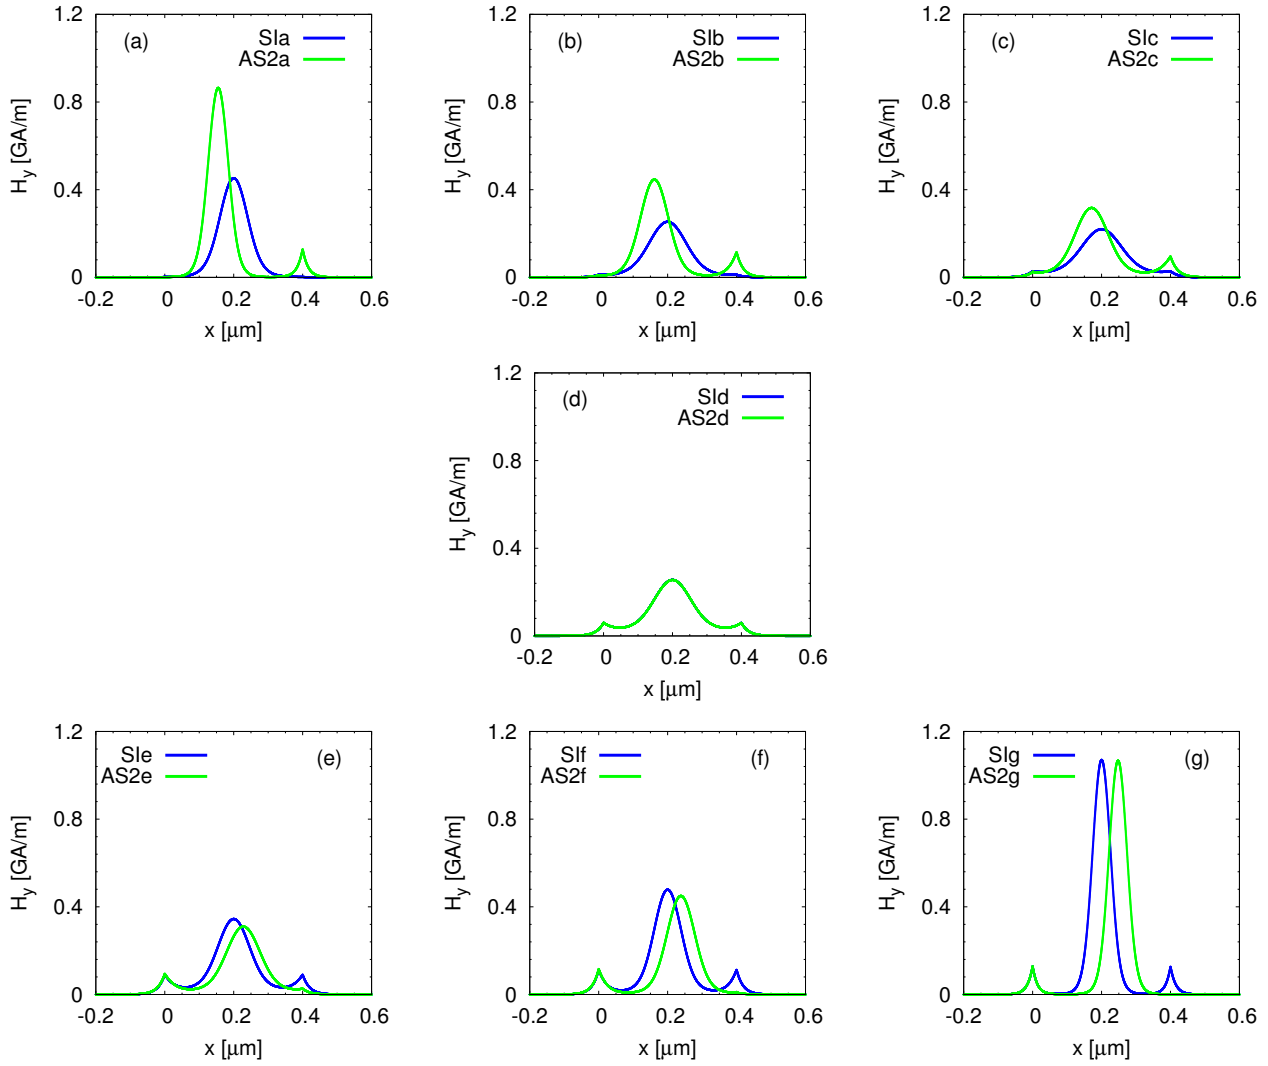 (a)
SIa
AS2a
H_y [GA/m]
1.2
0.8
0.4
0
-0.2 0 0.2 0.4 0.6
x [μm]
(b)
SIb
AS2b
H_y [GA/m]
1.2
0.8
0.4
0
-0.2 0 0.2 0.4 0.6
x [μm]
(c)
SIc
AS2c
H_y [GA/m]
1.2
0.8
0.4
0
-0.2 0 0.2 0.4 0.6
x [μm]
(d)
SId
AS2d
H_y [GA/m]
1.2
0.8
0.4
0
-0.2 0 0.2 0.4 0.6
x [μm]
(e)
SIe
AS2e
H_y [GA/m]
1.2
0.8
0.4
0
-0.2 0 0.2 0.4 0.6
x [μm]
(f)
SIf
AS2f
H_y [GA/m]
1.2
0.8
0.4
0
-0.2 0 0.2 0.4 0.6
x [μm]
(g)
SIg
AS2g
H_y [GA/m]
1.2
0.8
0.4
0
-0.2 0 0.2 0.4 0.6
x [μm]